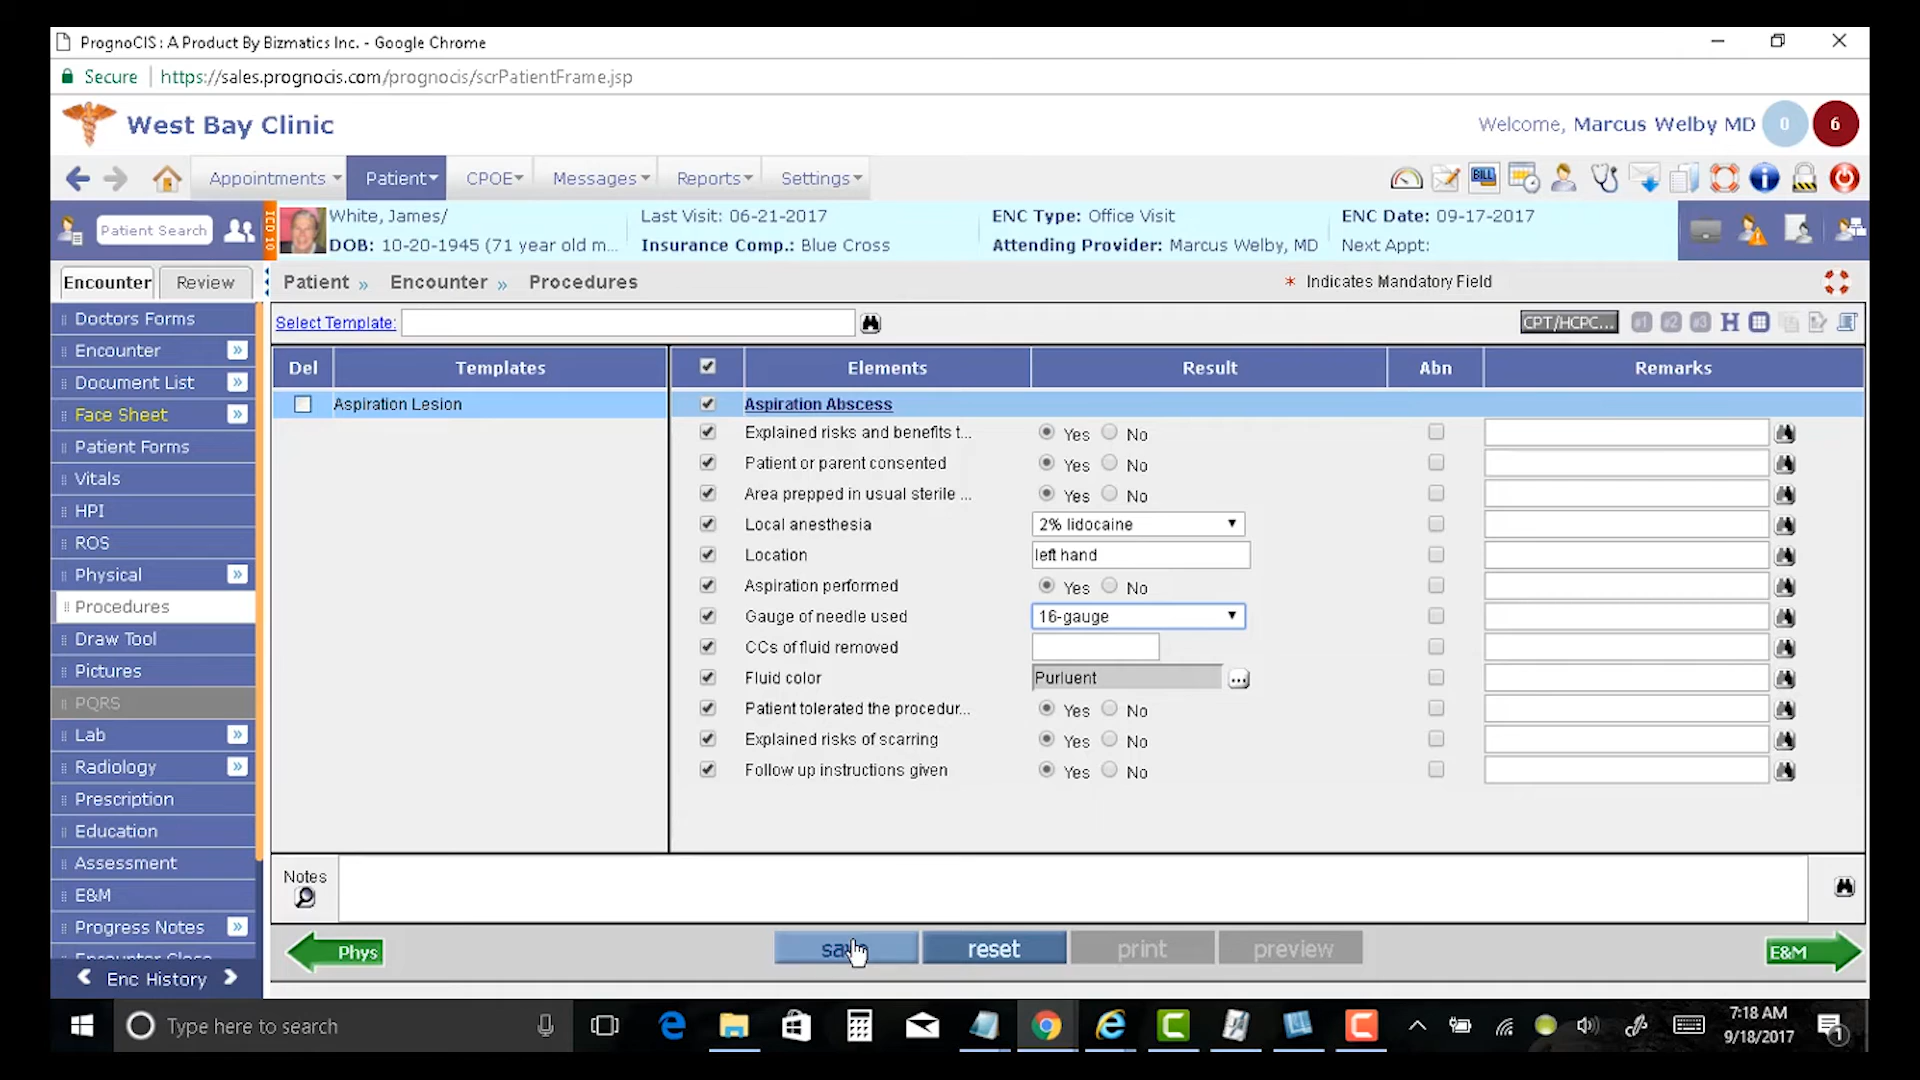 PrognoCIS : A Product By Bizmatics Inc. - Google Chrome
Secure https://sales.prognocis.com/prognocis/scrPatientFrame.jsp
West Bay Clinic
Welcome, Marcus Welby MD 0 6
Appointments Patient CPOE Messages Reports Settings BILL
Patient Search
ICD 10
White, James/ Last Visit: 06-21-2017 ENC Type: Office Visit ENC Date: 09-17-2017
DOB: 10-20-1945 (71 year old m... Insurance Comp.: Blue Cross Attending Provider: Marcus Welby, MD Next Appt:
Encounter Review
Patient » Encounter » Procedures * Indicates Mandatory Field
Select Template: CPT/HCPC... #1 #2 #3 H
Del Templates Elements Result Abn Remarks
Aspiration Lesion Aspiration Abscess
Explained risks and benefits t... Yes No
Patient or parent consented Yes No
Area prepped in usual sterile ... Yes No
Local anesthesia 2% lidocaine
Location left hand
Aspiration performed Yes No
Gauge of needle used 16-gauge
CCs of fluid removed
Fluid color Purluent ...
Patient tolerated the procedur... Yes No
Explained risks of scarring Yes No
Follow up instructions given Yes No
Doctors Forms
Encounter »
Document List »
Face Sheet »
Patient Forms
Vitals
HPI
ROS
Physical »
Procedures
Draw Tool
Pictures
PQRS
Lab »
Radiology »
Prescription
Education
Assessment
E&M
Progress Notes »
Encounter Close
Enc History
Notes
Phys save reset print preview E&M
Type here to search
7:18 AM
9/18/2017
1